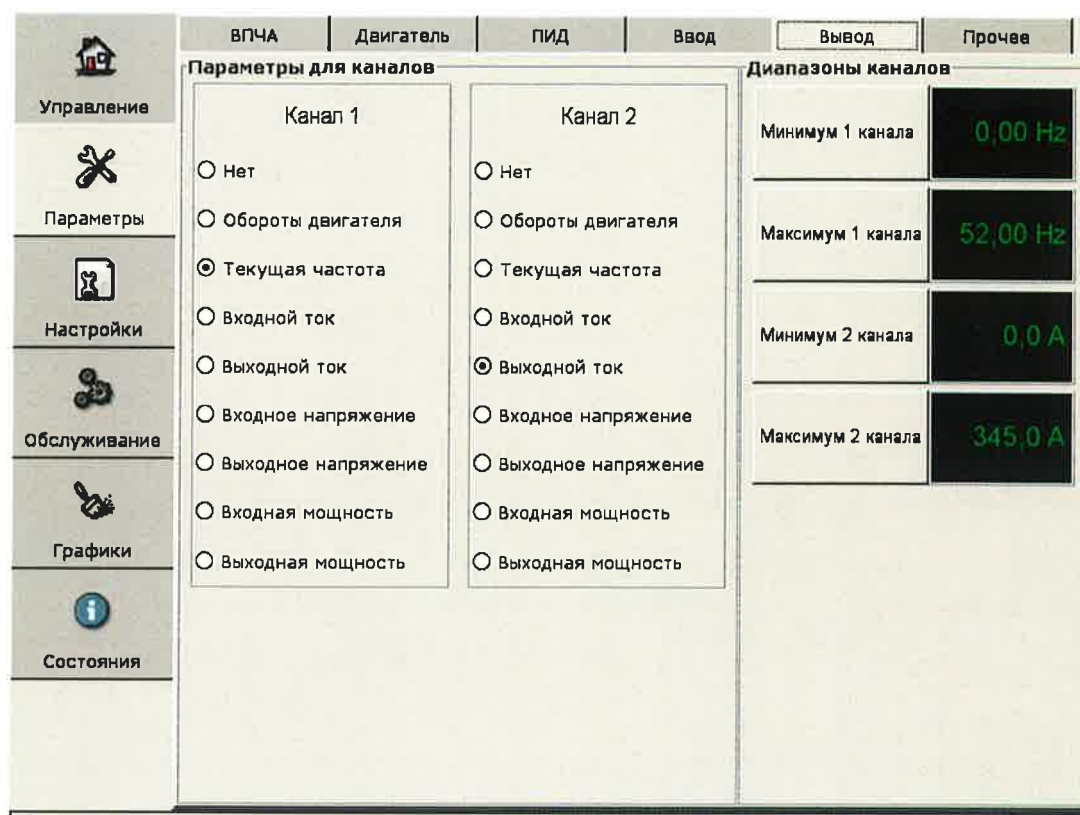 ВПЧА
Двигатель
ПИД
Ввод
Вывод
Прочее
Управление
Параметры
Настройки
Обслуживание
Графики
Состояния
Параметры для каналов
Канал 1
Нет
Обороты двигателя
Текущая частота
Входной ток
Выходной ток
Входное напряжение
Выходное напряжение
Входная мощность
Выходная мощность
Канал 2
Нет
Обороты двигателя
Текущая частота
Входной ток
Выходной ток
Входное напряжение
Выходное напряжение
Входная мощность
Выходная мощность
Диапазоны каналов
Минимум 1 канала
0,00 Hz
Максимум 1 канала
52,00 Hz
Минимум 2 канала
0,0 A
Максимум 2 канала
345,0 A